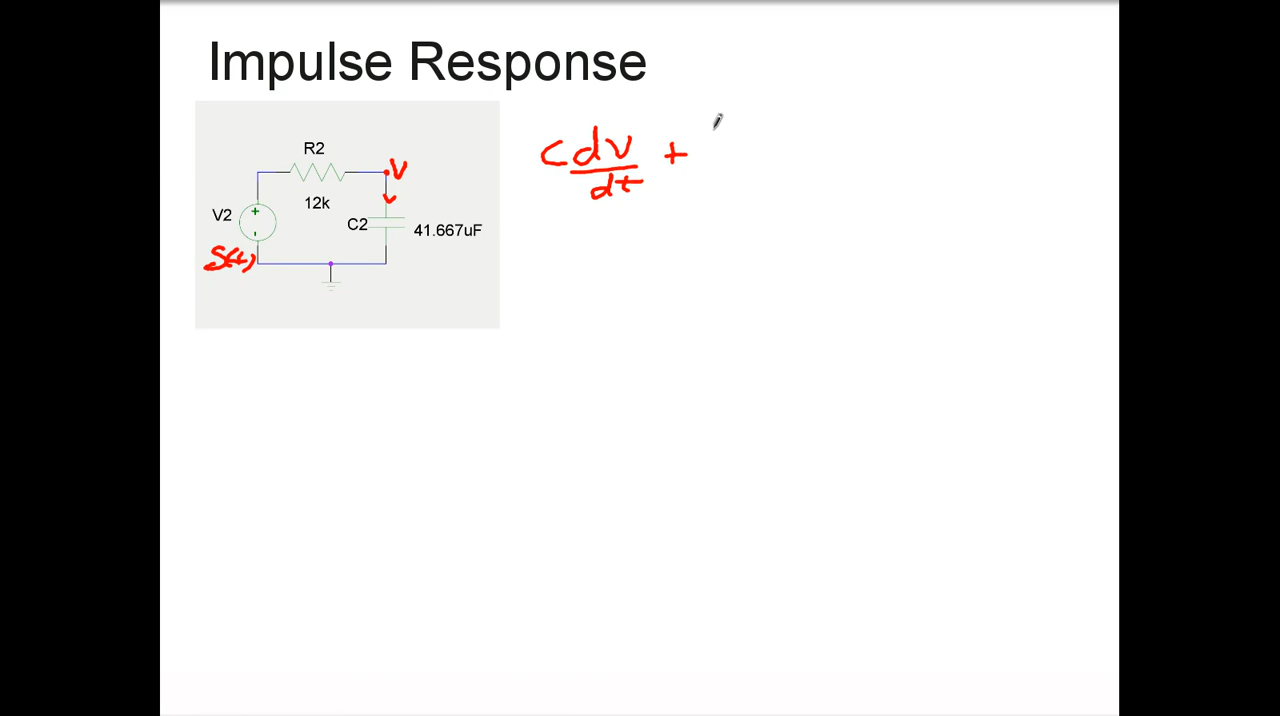 Impulse Response
R2
V
12k
V2
C2
41.667uF
δ(t)
C dv/dt +